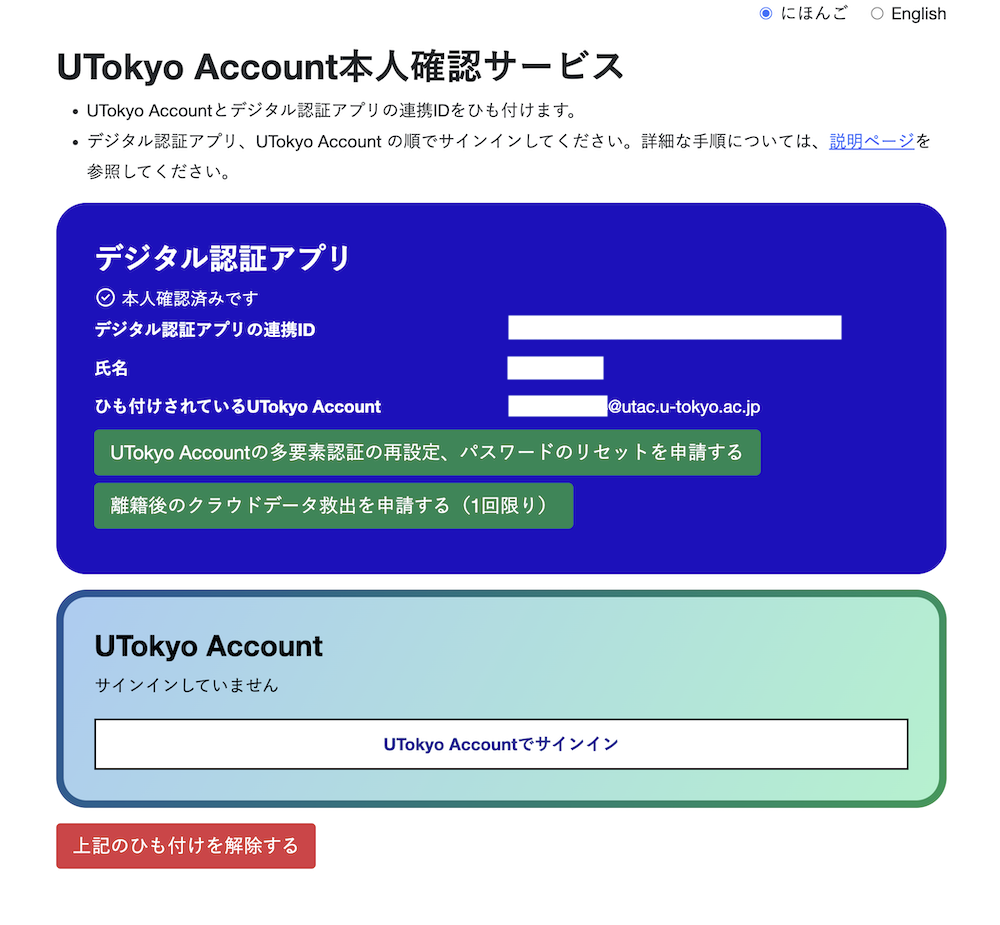 にほんご English
UTokyo Account本人確認サービス
• UTokyo Accountとデジタル認証アプリの連携IDをひも付けます。
• デジタル認証アプリ、UTokyo Account の順でサインインしてください。詳細な手順については、説明ページを
参照してください。
デジタル認証アプリ
本人確認済みです
デジタル認証アプリの連携ID
氏名
ひも付けされているUTokyo Account @utac.u-tokyo.ac.jp
UTokyo Accountの多要素認証の再設定、パスワードのリセットを申請する
離籍後のクラウドデータ救出を申請する（1回限り）
UTokyo Account
サインインしていません
UTokyo Accountでサインイン
上記のひも付けを解除する